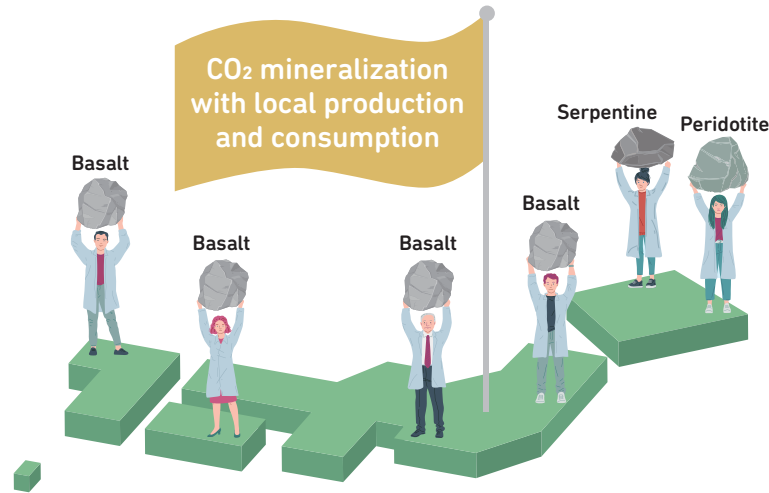 CO₂ mineralization
with local production
and consumption
Serpentine
Peridotite
Basalt
Basalt
Basalt
Basalt